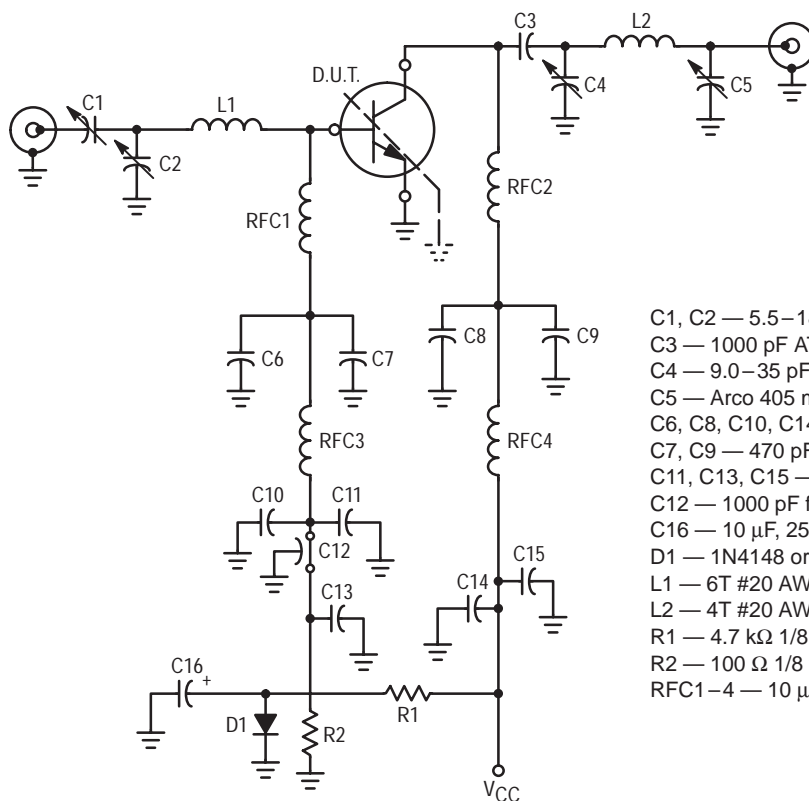 C3
L2
D.U.T.
C1
L1
C4
C5
C2
RFC1
RFC2
C1, C2 — 5.5–1
C3 — 1000 pF
C4 — 9.0–35 pF
C5 — Arco 405
C6, C8, C10,
C7, C9 — 470 pF
C11, C13, C15 —
C12 — 1000 pF
C16 — 10 µF, 25
D1 — 1N4148 or
L1 — 6T #20
L2 — 4T #20
R1 — 4.7 kΩ 1/8
R2 — 100 Ω 1/8
RFC1–4 — 10
C6
C7
C8
C9
RFC3
RFC4
C10
C11
C12
C15
C13
C14
C16
+
D1
R2
R1
VCC